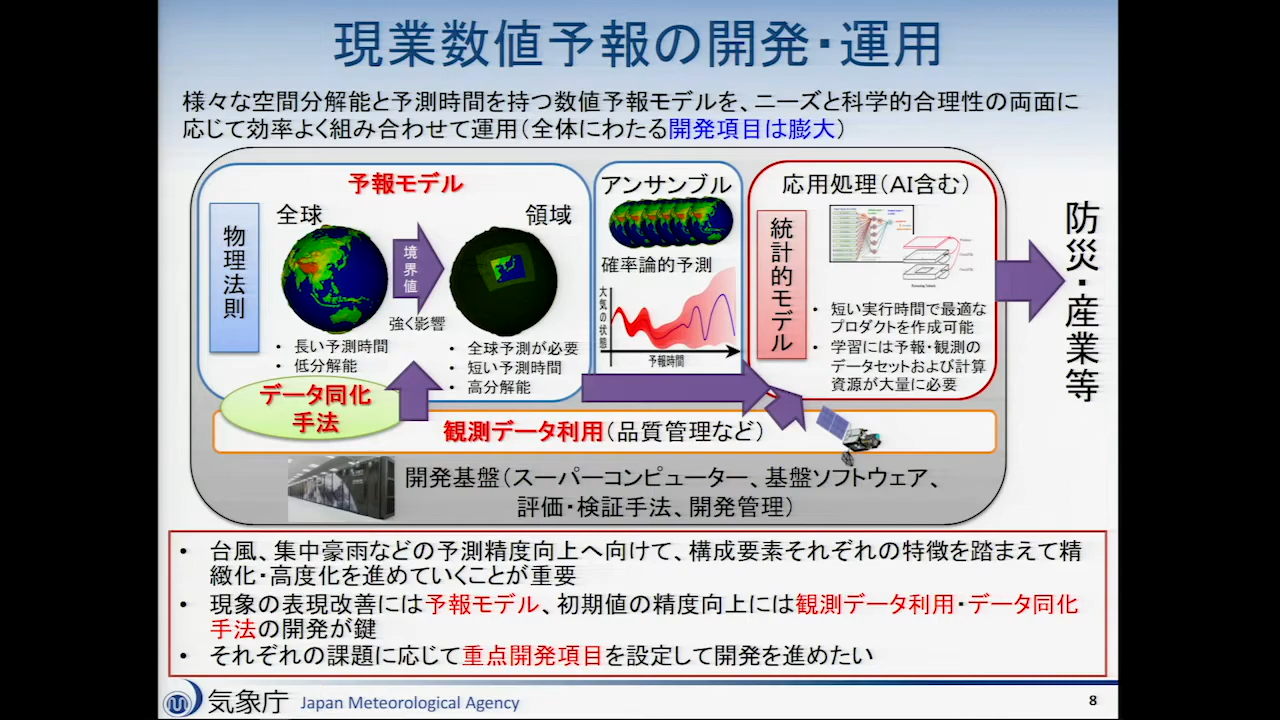 現業数値予報の開発・運用
様々な空間分解能と予測時間を持つ数値予報モデルを、ニーズと科学的合理性の両面に
応じて効率よく組み合わせて運用（全体にわたる開発項目は膨大）
予報モデル
物理法則
全球
境界値
領域
強く影響
• 長い予測時間
• 低分解能
• 全球予測が必要
• 短い予測時間
• 高分解能
アンサンブル
確率論的予測
大気の状態
予報時間
応用処理（AI含む）
統計的モデル
• 短い実行時間で最適な
プロダクトを作成可能
• 学習には予報・観測の
データセットおよび計算
資源が大量に必要
防災・産業等
データ同化
手法
観測データ利用（品質管理など）
開発基盤（スーパーコンピューター、基盤ソフトウェア、
評価・検証手法、開発管理）
• 台風、集中豪雨などの予測精度向上へ向けて、構成要素それぞれの特徴を踏まえて精
緻化・高度化を進めていくことが重要
• 現象の表現改善には予報モデル、初期値の精度向上には観測データ利用・データ同化
手法の開発が鍵
• それぞれの課題に応じて重点開発項目を設定して開発を進めたい
気象庁 Japan Meteorological Agency
8